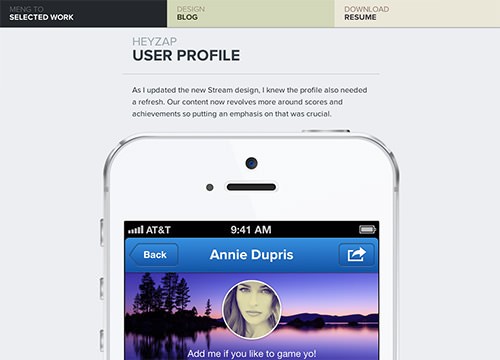 MENG TO
SELECTED WORK
DESIGN
BLOG
DOWNLOAD
RESUME
HEYZAP
USER PROFILE
As I updated the new Stream design, I knew the profile also needed
a refresh. Our content now revolves more around scores and
achievements so putting an emphasis on that was crucial.
AT&T
9:41 AM
Back
Annie Dupris
Add me if you like to game yo!